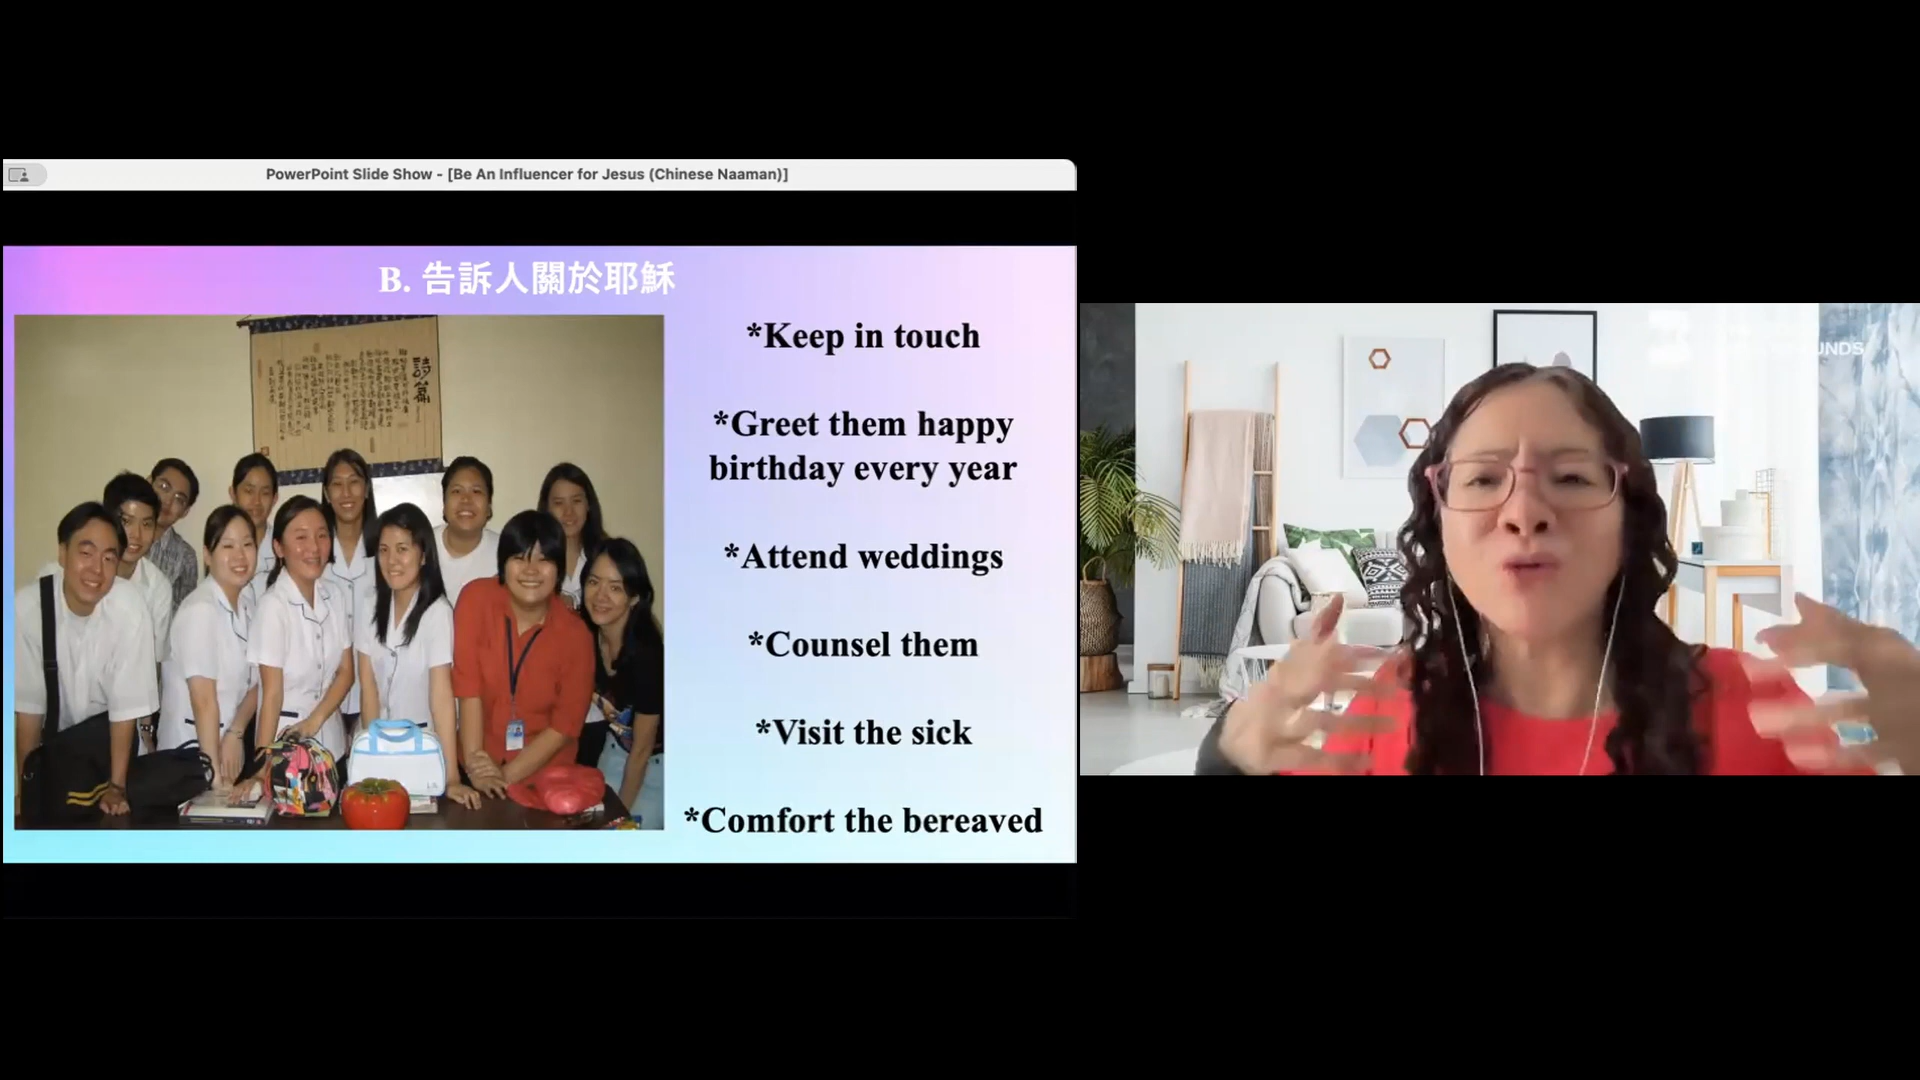 PowerPoint Slide Show - [Be An Influencer for Jesus (Chinese Naaman)]
B. 告訴人關於耶穌
*Keep in touch
*Greet them happy
birthday every year
*Attend weddings
*Counsel them
*Visit the sick
*Comfort the bereaved